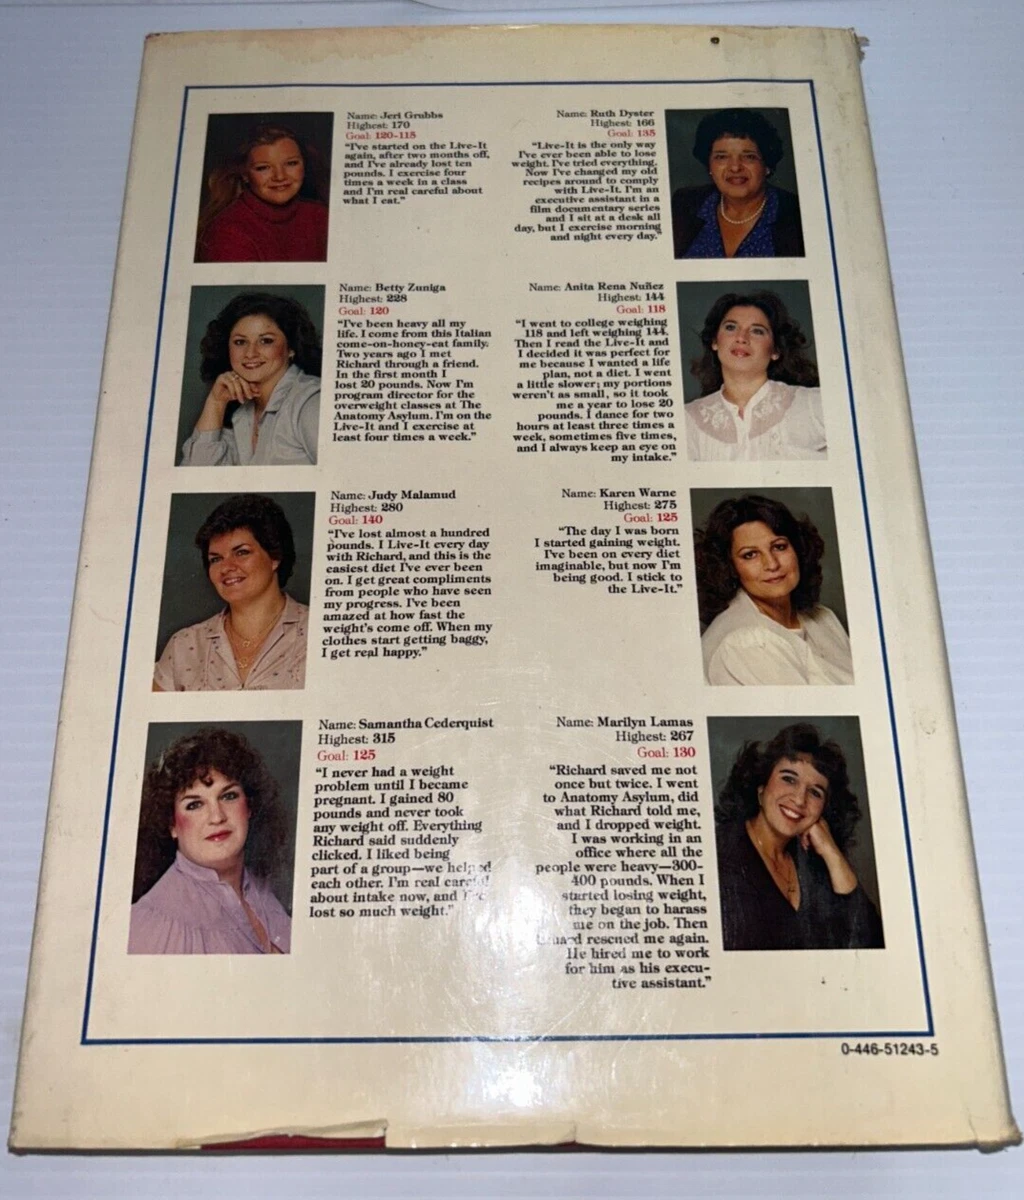 Name: Jeri Grubbs
Highest: 170
Goal: 120-115
"I've started on the Live-It
again, after two months off,
and I've already lost ten
pounds. I exercise four
times a week in a class
and I'm real careful about
what I eat."
Name: Ruth Dyster
Highest: 166
Goal: 135
"Live-It is the only way
I've ever been able to lose
weight. I've tried everything.
Now I've changed my old
recipes around to comply
with Live-It. I'm an
executive assistant in a
film documentary series
and I sit at a desk all
day, but I exercise morning
and night every day."
Name: Betty Zuniga
Highest: 228
Goal: 120
"I've been heavy all my
life. I come from this Italian
come-on-honey-eat family.
Two years ago I met
Richard through a friend.
In the first month I
lost 20 pounds. Now I'm
program director for the
overweight classes at The
Anatomy Asylum. I'm on the
Live-It and I exercise at
least four times a week."
Name: Anita Rena Nuñez
Highest: 144
Goal: 118
"I went to college weighing
118 and left weighing 144.
Then I read the Live-It and
I decided it was perfect for
me because I wanted a life
plan, not a diet. I went
a little slower; my portions
weren't as small, so it took
me a year to lose 20
pounds. I dance for two
hours at least three times a
week, sometimes five times,
and I always keep an eye on
my intake."
Name: Judy Malamud
Highest: 280
Goal: 140
"I've lost almost a hundred
pounds. I Live-It every day
with Richard, and this is the
easiest diet I've ever been
on. I get great compliments
from people who have seen
my progress. I've been
amazed at how fast the
weight's come off. When my
clothes start getting baggy,
I get real happy."
Name: Karen Warne
Highest: 275
Goal: 125
"The day I was born
I started gaining weight.
I've been on every diet
imaginable, but now I'm
being good. I stick to
the Live-It."
Name: Samantha Cederquist
Highest: 315
Goal: 125
"I never had a weight
problem until I became
pregnant. I gained 80
pounds and never took
any weight off. Everything
Richard said suddenly
clicked. I liked being
part of a group—we helped
each other. I'm real careful
about intake now, and I've
lost so much weight."
Name: Marilyn Lamas
Highest: 267
Goal: 130
"Richard saved me not
once but twice. I went
to Anatomy Asylum, did
what Richard told me,
and I dropped weight.
I was working in an
office where all the
people were heavy—300-
400 pounds. When I
started losing weight,
they began to harass
me on the job. Then
Richard rescued me again.
He hired me to work
for him as his execu-
tive assistant."
0-446-51243-5